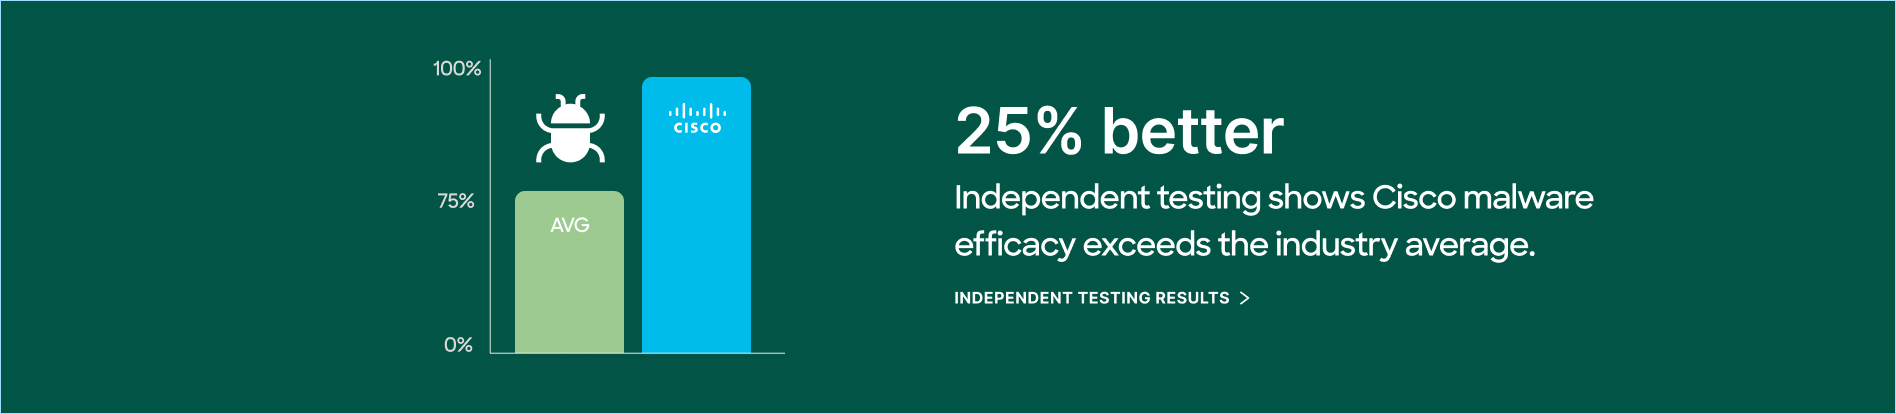 100%
75%
0%
AVG
CISCO
25% better
Independent testing shows Cisco malware
efficacy exceeds the industry average.
INDEPENDENT TESTING RESULTS >